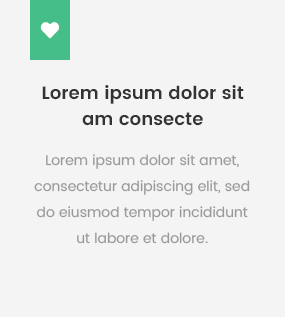 Lorem ipsum dolor sit
am consecte
Lorem ipsum dolor sit amet,
consectetur adipiscing elit, sed
do eiusmod tempor incididunt
ut labore et dolore.